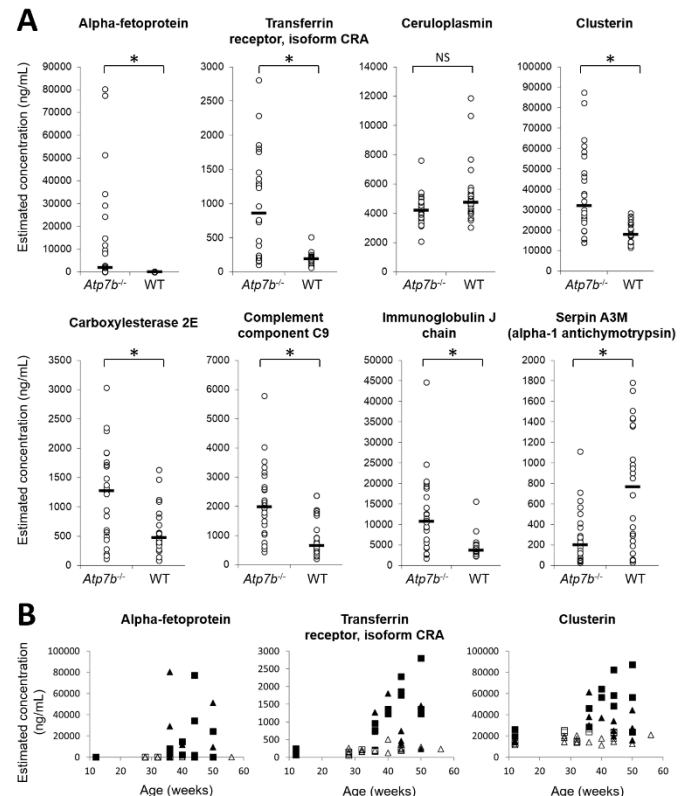 A
Alpha-fetoprotein
Transferrin
receptor, isoform CRA
Ceruloplasmin
Clusterin
Estimated concentration (ng/mL)
90000
80000
70000
60000
50000
40000
30000
20000
10000
0
*
Atp7b-/- WT
3000
2500
2000
1500
1000
500
0
*
Atp7b-/- WT
14000
12000
10000
8000
6000
4000
2000
0
NS
Atp7b-/- WT
100000
90000
80000
70000
60000
50000
40000
30000
20000
10000
0
*
Atp7b-/- WT
Carboxylesterase 2E
Complement
component C9
Immunoglobulin J
chain
Serpin A3M
(alpha-1 antichymotrypsin)
Estimated concentration (ng/mL)
3500
3000
2500
2000
1500
1000
500
0
*
Atp7b-/- WT
7000
6000
5000
4000
3000
2000
1000
0
*
Atp7b-/- WT
50000
45000
40000
35000
30000
25000
20000
15000
10000
5000
0
*
Atp7b-/- WT
2000
1800
1600
1400
1200
1000
800
600
400
200
0
*
Atp7b-/- WT
B
Alpha-fetoprotein
Transferrin
receptor, isoform CRA
Clusterin
Estimated concentration
(ng/mL)
100000
80000
60000
40000
20000
0
10 20 30 40 50 60
Age (weeks)
3000
2500
2000
1500
1000
500
0
10 20 30 40 50 60
Age (weeks)
100000
80000
60000
40000
20000
0
10 20 30 40 50 60
Age (weeks)